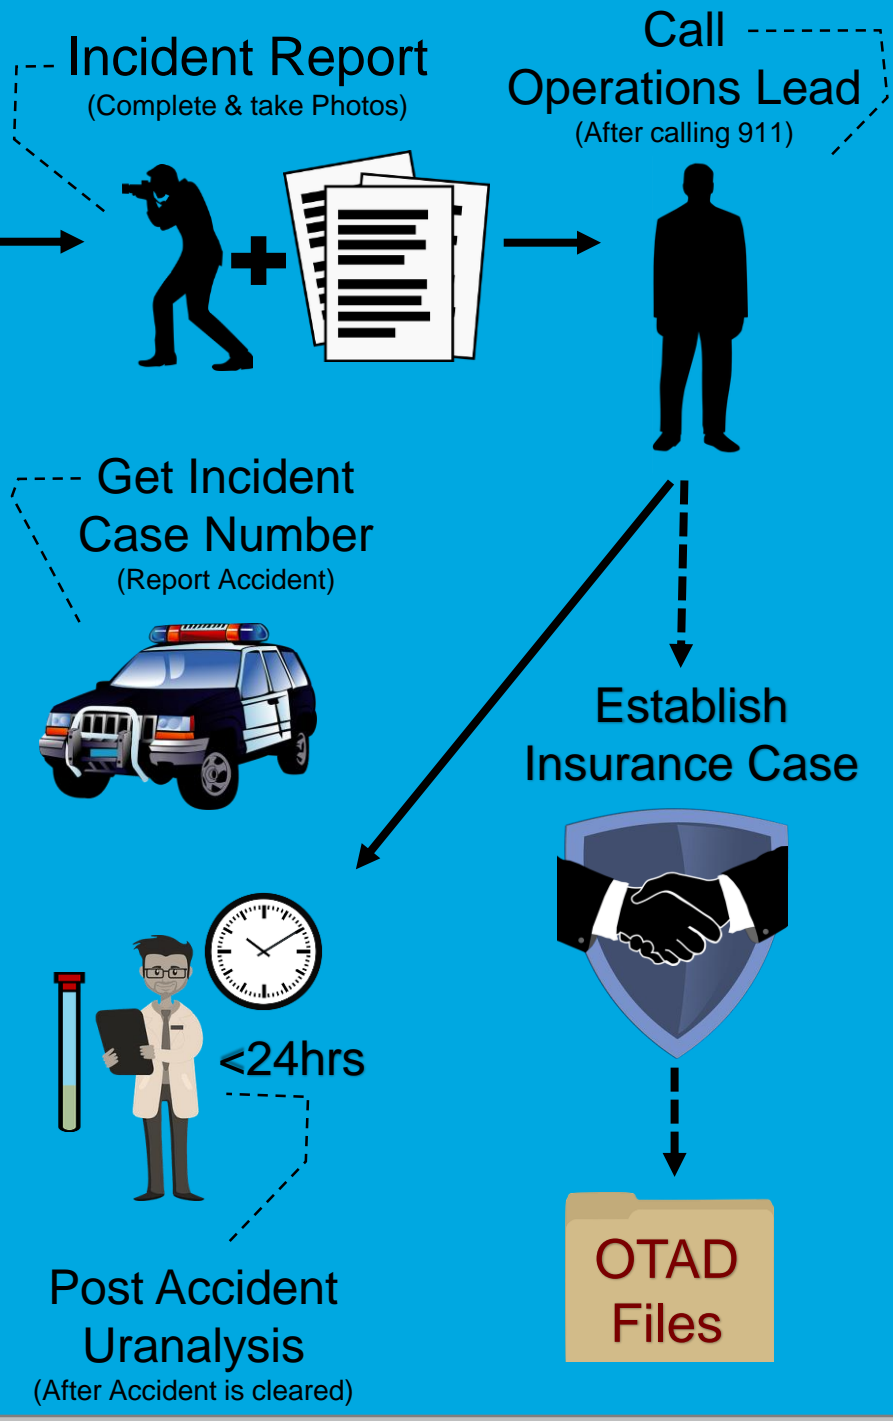 Incident Report
(Complete & take Photos)
Call
Operations Lead
(After calling 911)
Get Incident
Case Number
(Report Accident)
Establish
Insurance Case
<24hrs
Post Accident
Uranalysis
(After Accident is cleared)
OTAD
Files